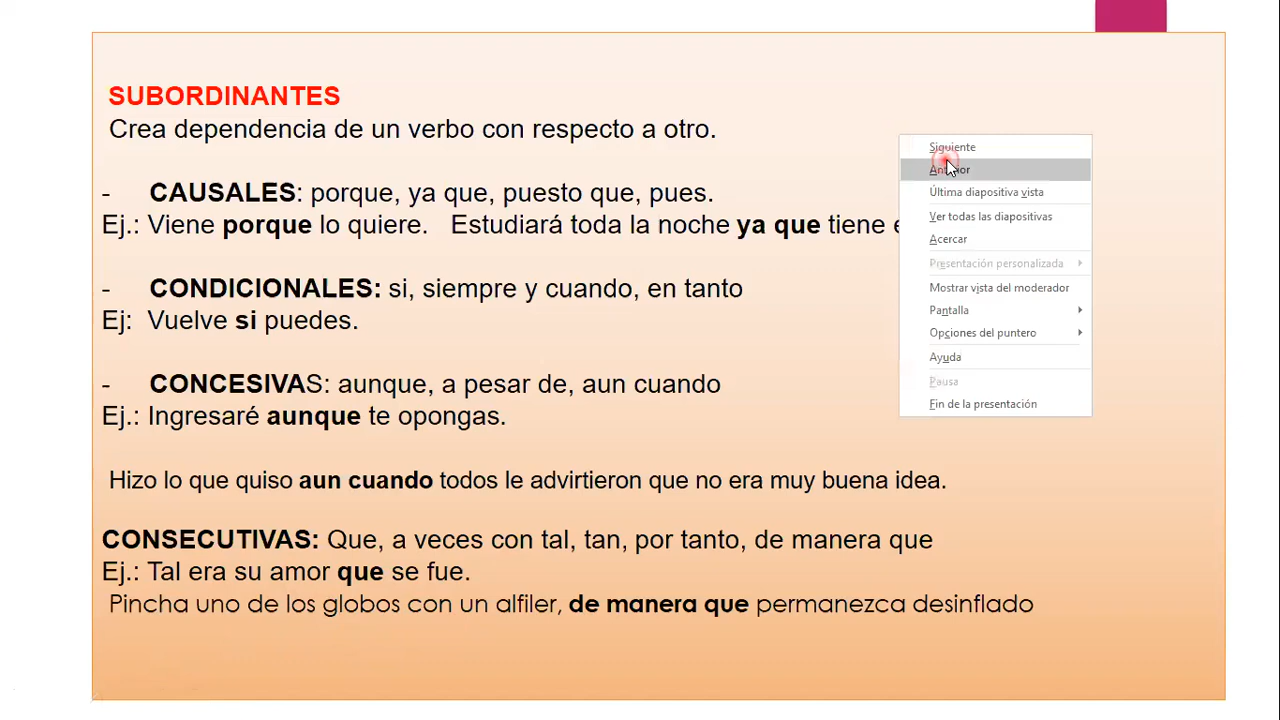 SUBORDINANTES
Crea dependencia de un verbo con respecto a otro.
- CAUSALES: porque, ya que, puesto que, pues.
Ej.: Viene porque lo quiere. Estudiará toda la noche ya que tiene
- CONDICIONALES: si, siempre y cuando, en tanto
Ej: Vuelve si puedes.
- CONCESIVAS: aunque, a pesar de, aun cuando
Ej.: Ingresaré aunque te opongas.
Hizo lo que quiso aun cuando todos le advirtieron que no era muy buena idea.
CONSECUTIVAS: Que, a veces con tal, tan, por tanto, de manera que
Ej.: Tal era su amor que se fue.
Pincha uno de los globos con un alfiler, de manera que permanezca desinflado
Siguiente
Anterior
Última diapositiva vista
Ver todas las diapositivas
Acercar
Presentación personalizada
Mostrar vista del moderador
Pantalla
Opciones del puntero
Ayuda
Pausa
Fin de la presentación